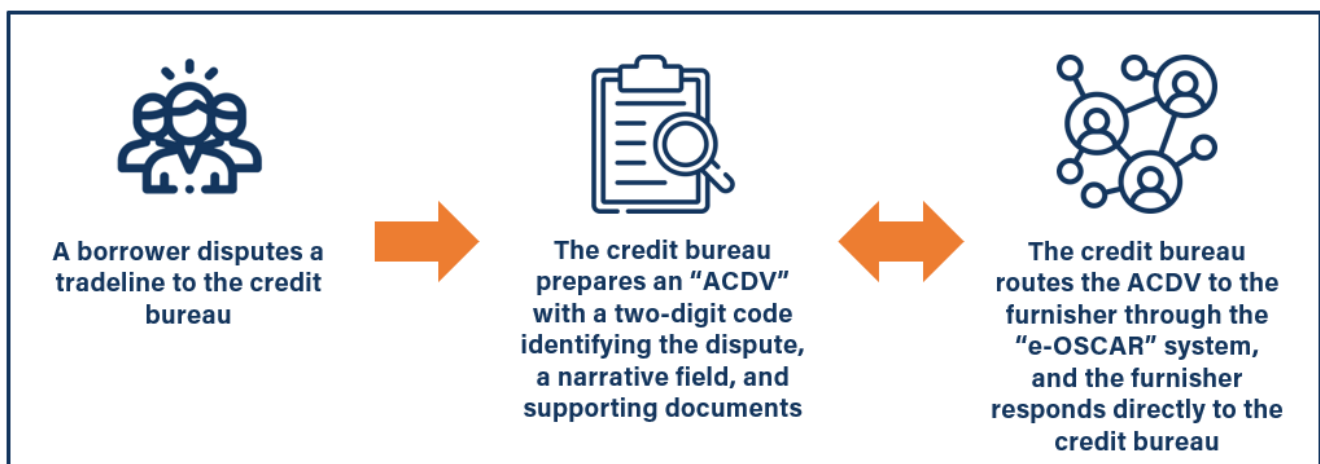 A borrower disputes a
tradeline to the credit
bureau
The credit bureau
prepares an “ACDV”
with a two-digit code
identifying the dispute,
a narrative field, and
supporting documents
The credit bureau
routes the ACDV to the
furnisher through the
“e-OSCAR” system,
and the furnisher
responds directly to the
credit bureau